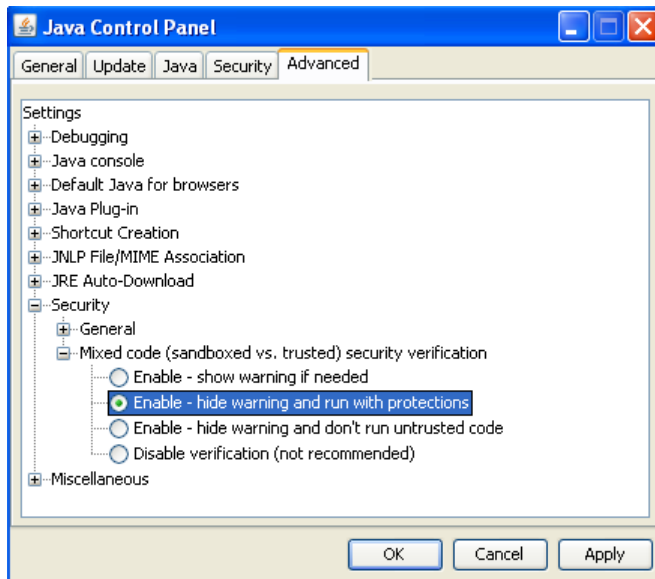 Java Control Panel
General Update Java Security Advanced
Settings
Debugging
Java console
Default Java for browsers
Java Plug-in
Shortcut Creation
JNLP File/MIME Association
JRE Auto-Download
Security
General
Mixed code (sandboxed vs. trusted) security verification
Enable - show warning if needed
Enable - hide warning and run with protections
Enable - hide warning and don't run untrusted code
Disable verification (not recommended)
Miscellaneous
OK Cancel Apply